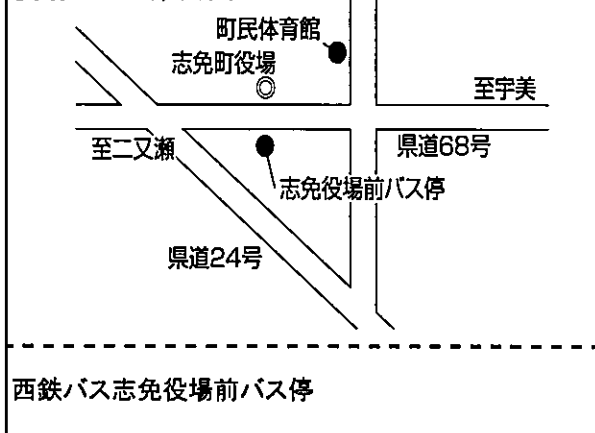 町民体育館
志免町役場
至宇美
至二又瀬
県道68号
志免役場前バス停
県道24号
西鉄バス志免役場前バス停